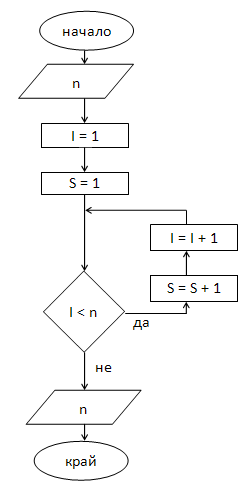 начало
n
I = 1
S = 1
I = I + 1
S = S + 1
I < n
да
не
n
край